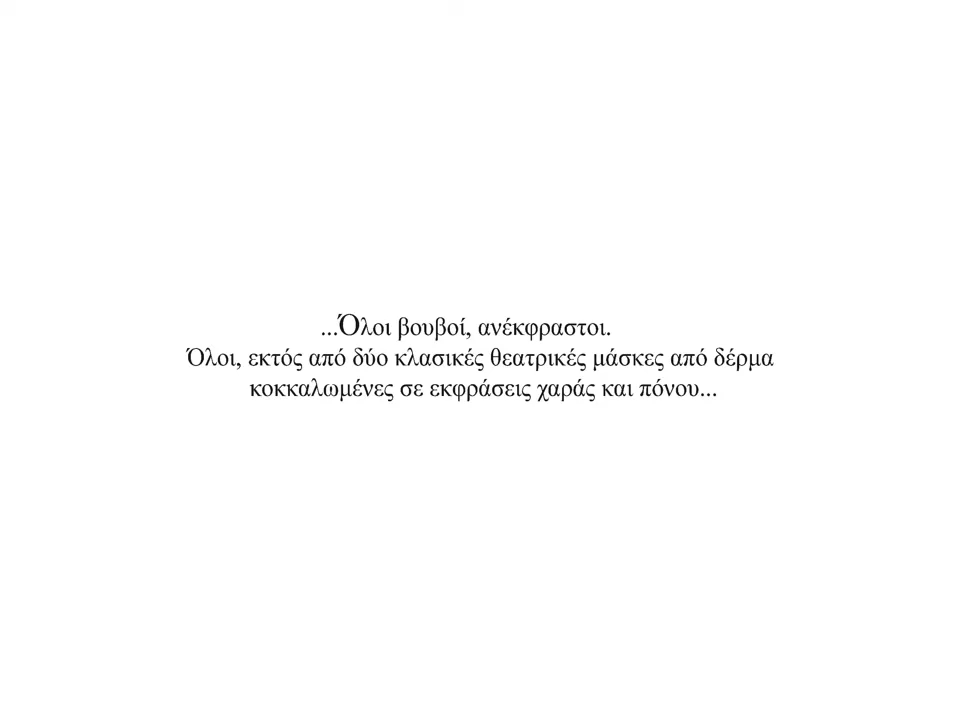 ...Όλοι βουβοί, ανέκφραστοι.
Όλοι, εκτός από δύο κλασικές θεατρικές μάσκες από δέρμα
κοκκαλωμένες σε εκφράσεις χαράς και πόνου...